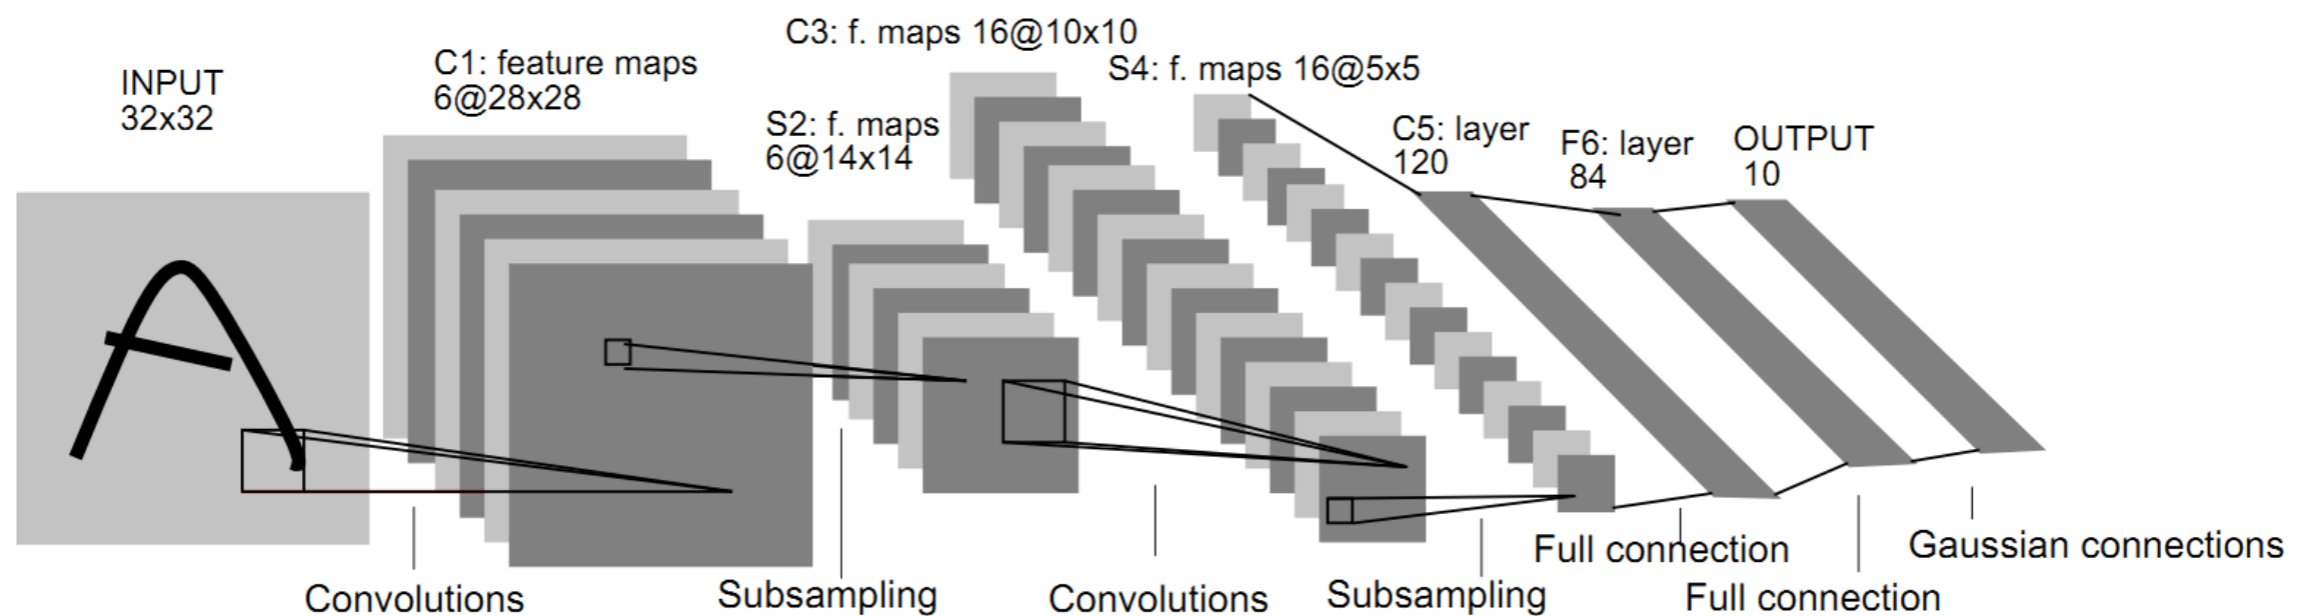 INPUT
32x32
C1: feature maps
6@28x28
S2: f. maps
6@14x14
C3: f. maps 16@10x10
S4: f. maps 16@5x5
C5: layer
120
F6: layer
84
OUTPUT
10
Convolutions
Subsampling
Convolutions
Subsampling
Full connection
Full connection
Gaussian connections
A